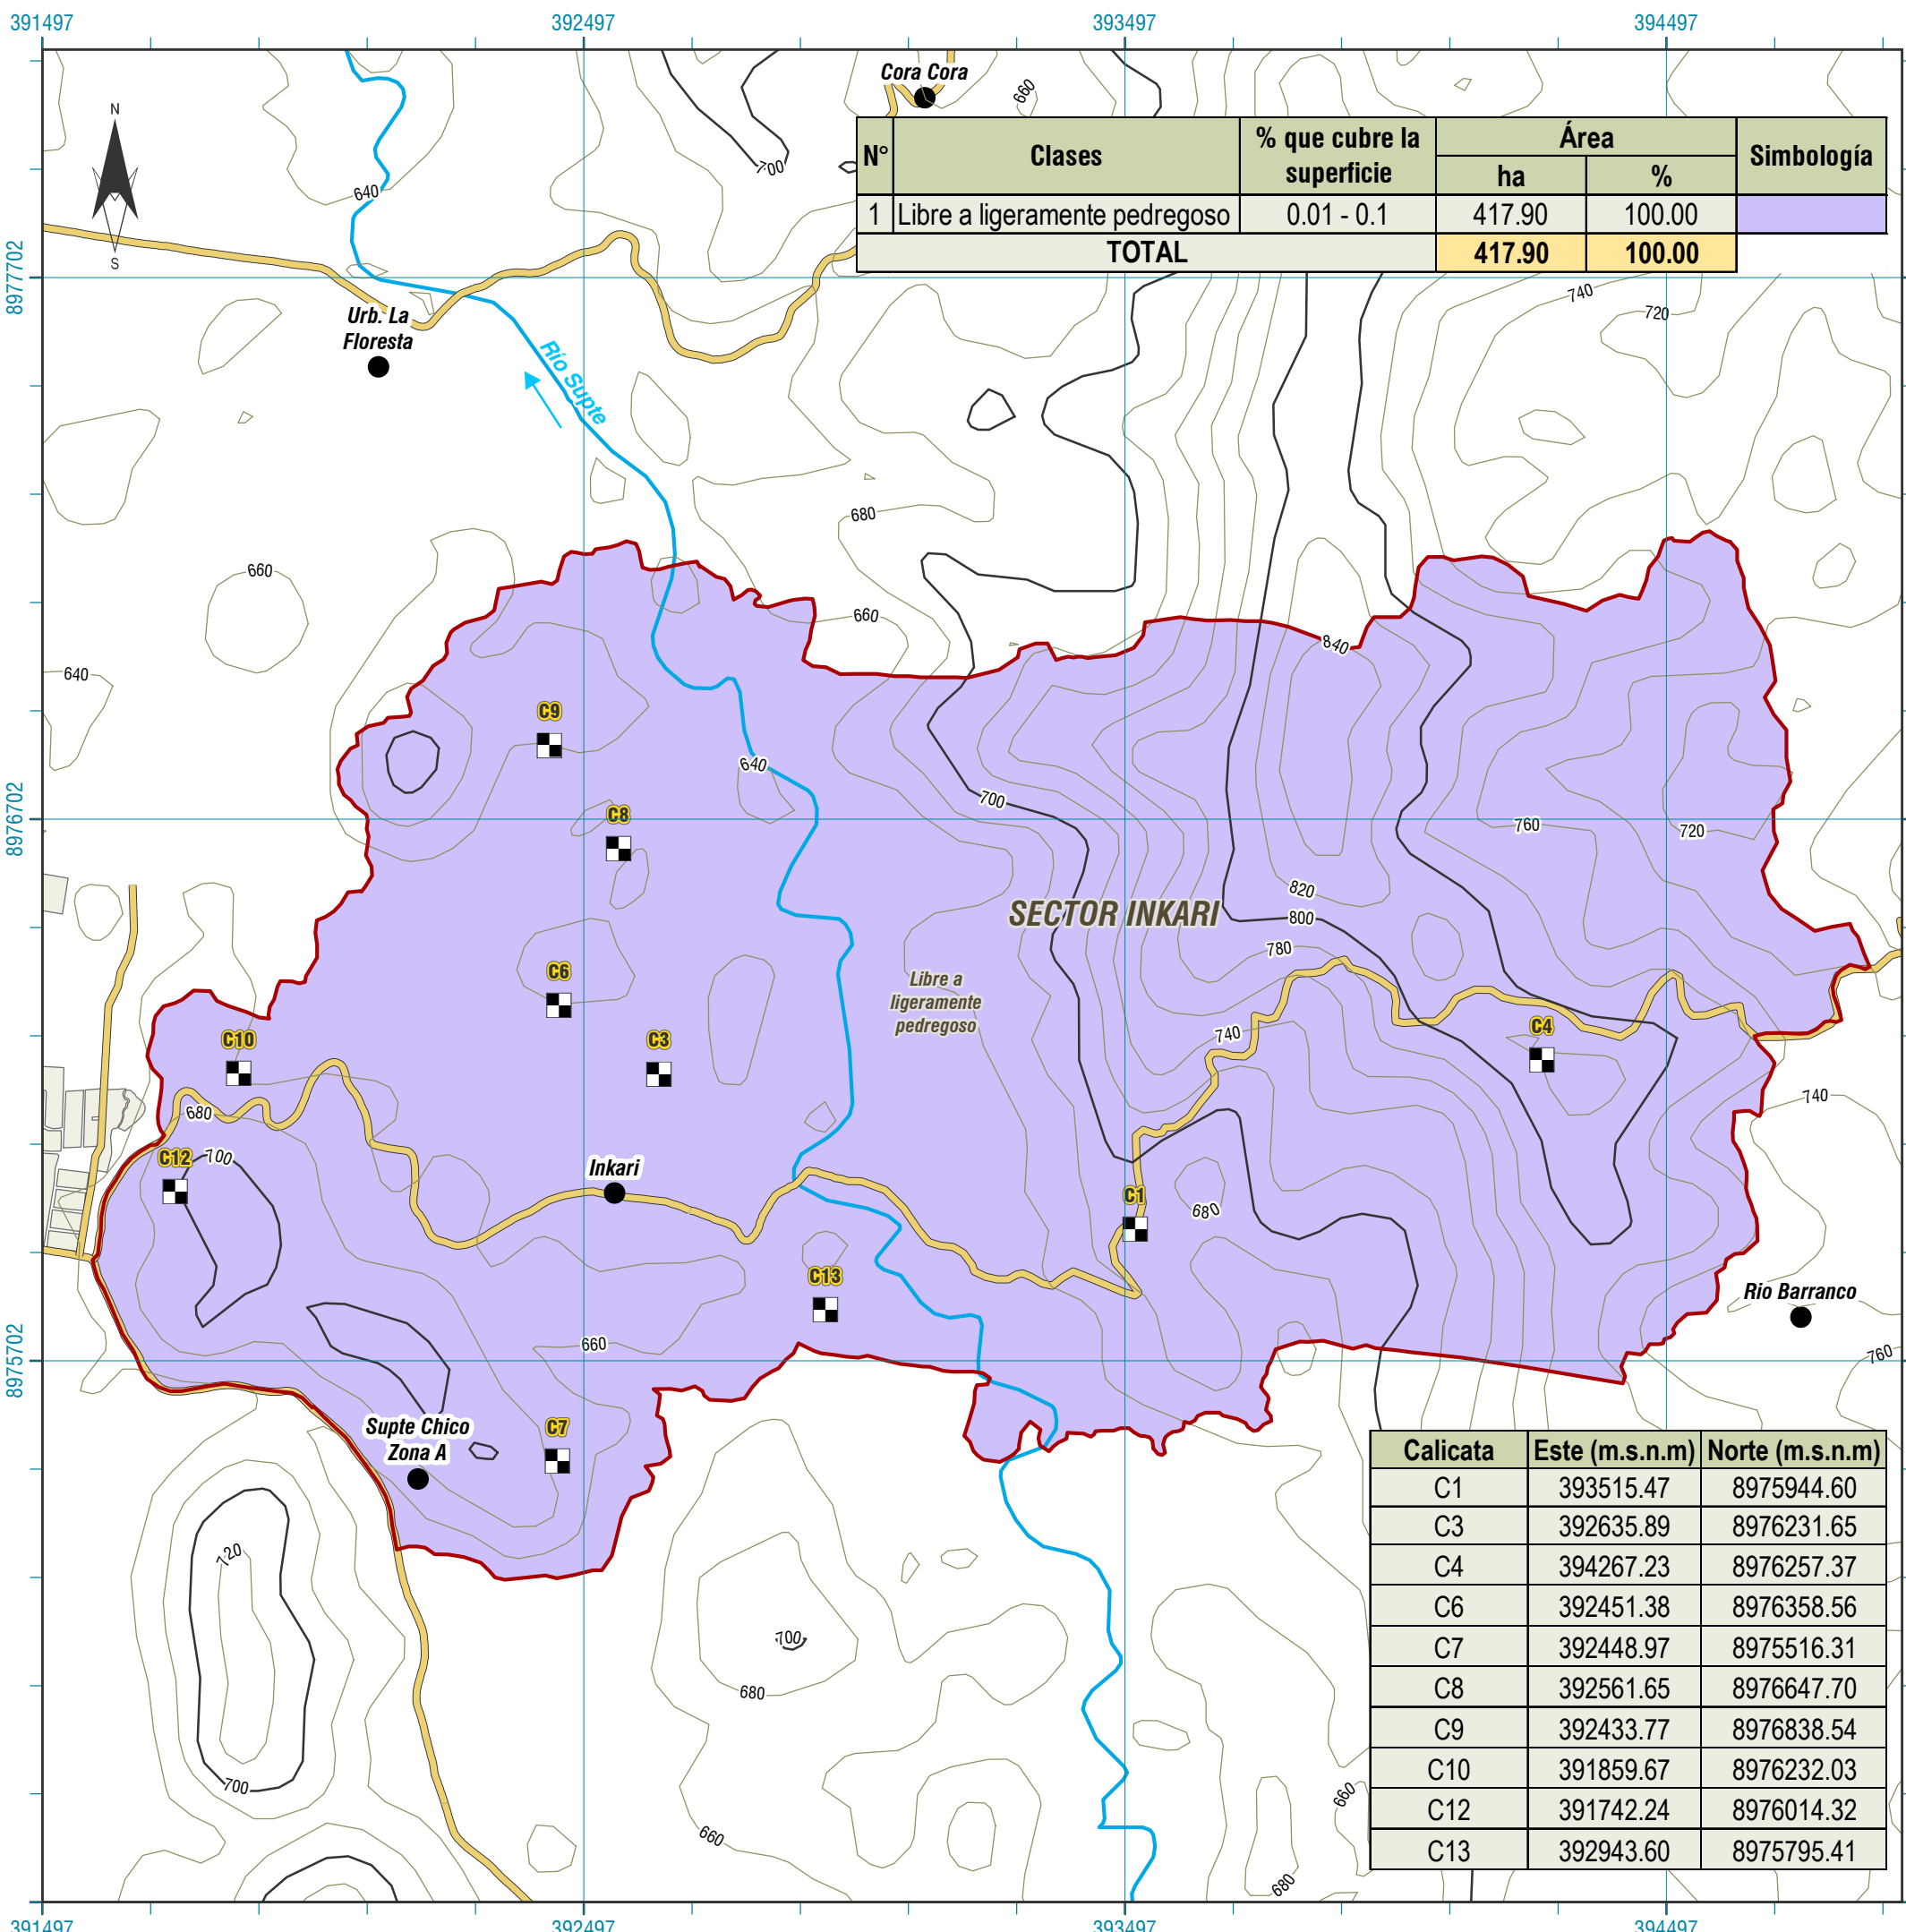 391497 392497 393497 394497
Cora Cora
660
N
S
700
640
N° Clases % que cubre la superficie Área Simbología
ha %
1 Libre a ligeramente pedregoso 0.01 - 0.1 417.90 100.00
TOTAL 417.90 100.00
8977702
740
720
Urb. La
Floresta
Río Supte
680
660
660
840
640
C9
640
700
C8
8976702
760
720
820
SECTOR INKARI
800
780
C6
Libre a
ligeramente
pedregoso
C10
C3
740
C4
680
740
C12
700
Inkari
C1
680
C13
Rio Barranco
660
8975702
760
Supte Chico
Zona A
C7
720
700
680
700
660
660
680
Calicata Este (m.s.n.m) Norte (m.s.n.m)
C1 393515.47 8975944.60
C3 392635.89 8976231.65
C4 394267.23 8976257.37
C6 392451.38 8976358.56
C7 392448.97 8975516.31
C8 392561.65 8976647.70
C9 392433.77 8976838.54
C10 391859.67 8976232.03
C12 391742.24 8976014.32
C13 392943.60 8975795.41
391497 392497 393497 394497